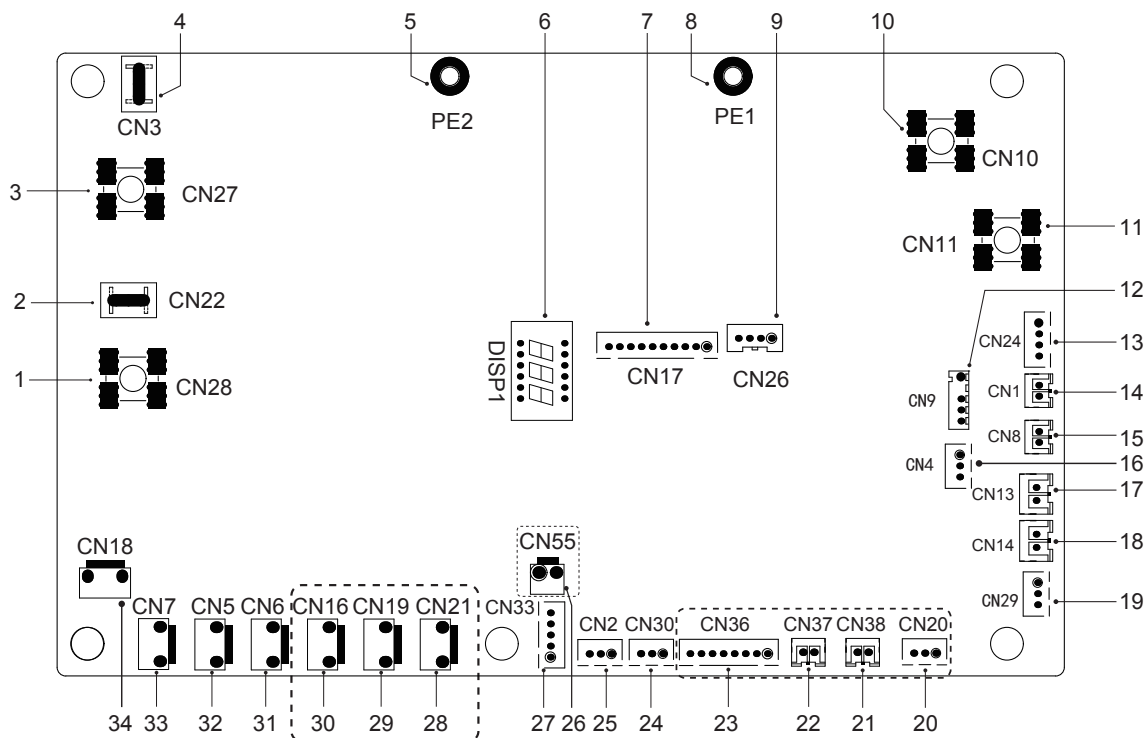 4 5 6 7 8 9 10
CN3 PE2 PE1 CN10
3 CN27
CN11 11
2 CN22 12
DISP1 CN17 CN26 CN24 13
1 CN28 CN9 CN1 14
CN8 15
CN4 16
CN13 17
CN18 CN55 CN14 18
CN7 CN5 CN6 CN16 CN19 CN21 CN33 CN2 CN30 CN36 CN37 CN38 CN20 CN29 19
34 33 32 31 30 29 28 27 26 25 24 23 22 21 20